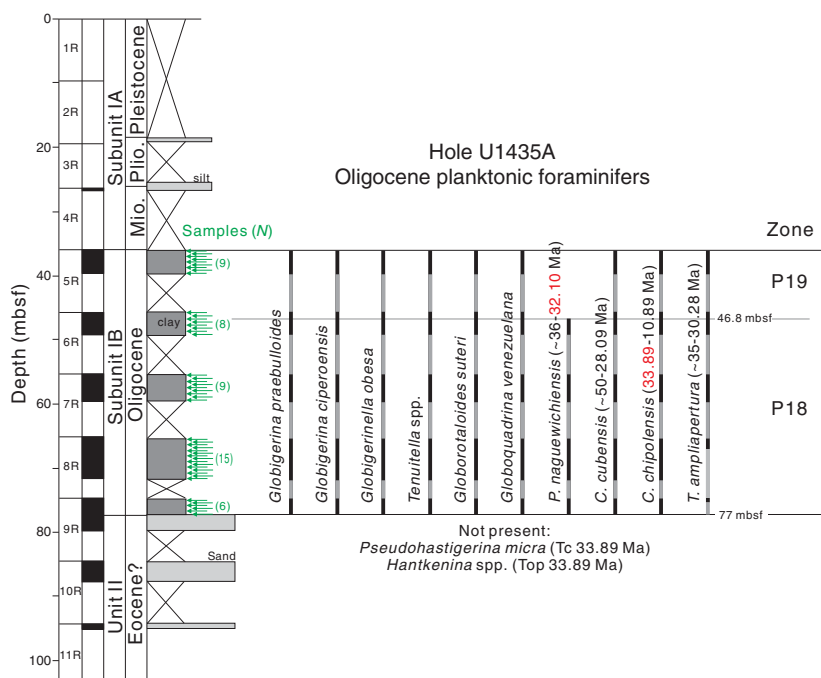 Hole U1435A
Oligocene planktonic foraminifers
Depth (mbsf)
0
20
40
60
80
100
1R
2R
3R
4R
5R
6R
7R
8R
9R
10R
11R
Subunit IA
Subunit IB
Unit II
Pleistocene
Plio.
Mio.
Oligocene
Eocene?
silt
clay
Sand
Samples (N)
(9)
(8)
(9)
(15)
(6)
Globigerina praebulloides
Globigerina ciperoensis
Globigerinella obesa
Tenuitella spp.
Globorotaloides suteri
Globoquadrina venezuelana
P. naguewichiensis (~36-32.10 Ma)
C. cubensis (~50-28.09 Ma)
C. chipolensis (33.89-10.89 Ma)
T. ampliapertura (~35-30.28 Ma)
Zone
P19
46.8 mbsf
P18
77 mbsf
Not present:
Pseudohastigerina micra (Tc 33.89 Ma)
Hantkenina spp. (Top 33.89 Ma)